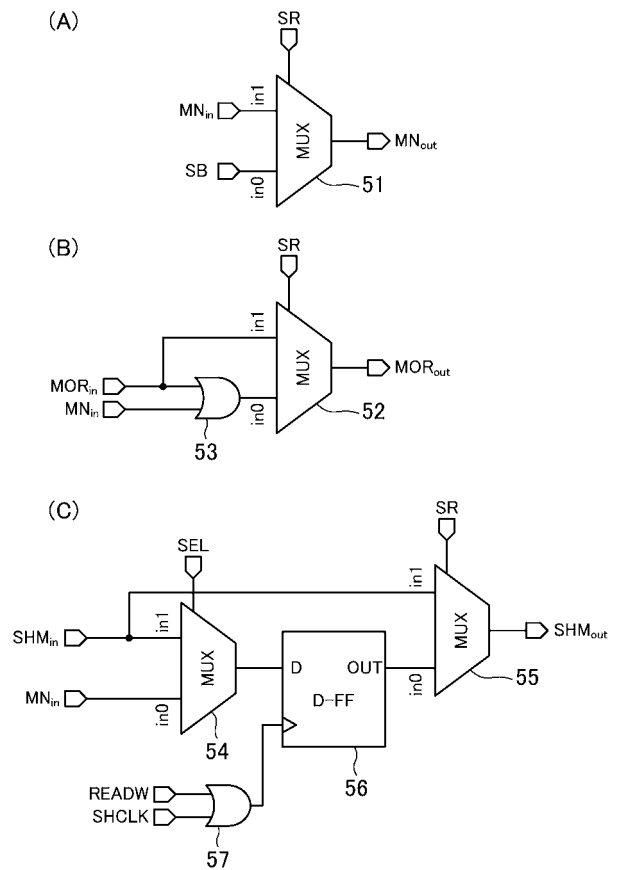 (A)
SR
MNin
in1
MUX
MNout
SB
in0
51
(B)
SR
in1
MUX
MORin
MORout
MNin
in0
53
52
(C)
SR
SEL
in1
in1
MUX
SHMin
SHMout
MUX
D
OUT
in0
55
MNin
in0
D-FF
54
READW
56
SHCLK
57